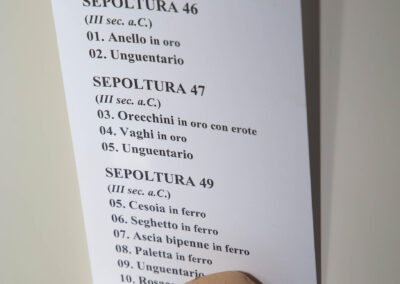 SEPOLTURA 46
(III sec. a.C.)
01. Anello in oro
02. Unguentario
SEPOLTURA 47
(III sec. a.C.)
03. Orecchini in oro con erote
04. Vaghi in oro
05. Unguentario
SEPOLTURA 49
(III sec. a.C.)
05. Cesoia in ferro
06. Seghetto in ferro
07. Ascia bipenne in ferro
08. Paletta in ferro
09. Unguentario
10.